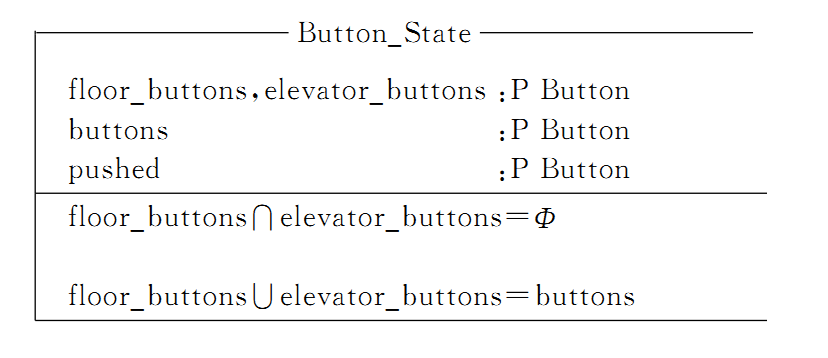 Button_State
floor_buttons,elevator_buttons :P Button
buttons :P Button
pushed :P Button
floor_buttons⋂elevator_buttons=Φ
floor_buttons⋃elevator_buttons=buttons